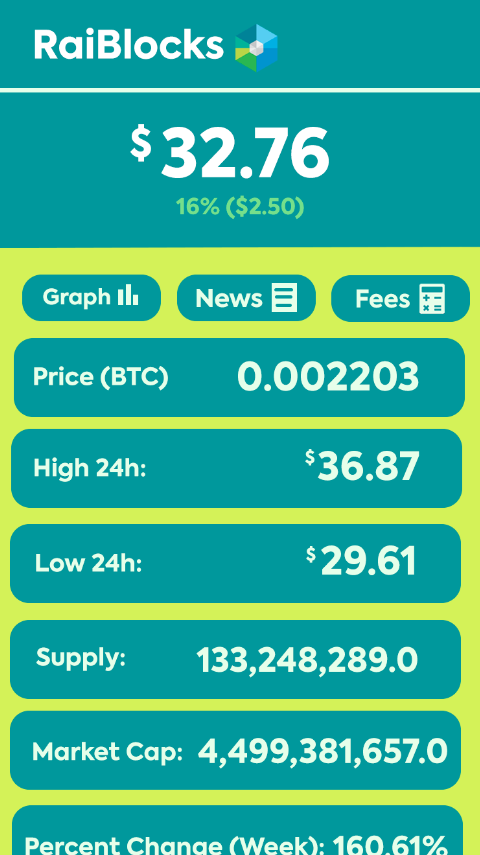 RaiBlocks
$32.76
16% ($2.50)
Graph News Fees
Price (BTC) 0.002203
High 24h: $36.87
Low 24h: $29.61
Supply: 133,248,289.0
Market Cap: 4,499,381,657.0
Percent Change (Week): 160.61%